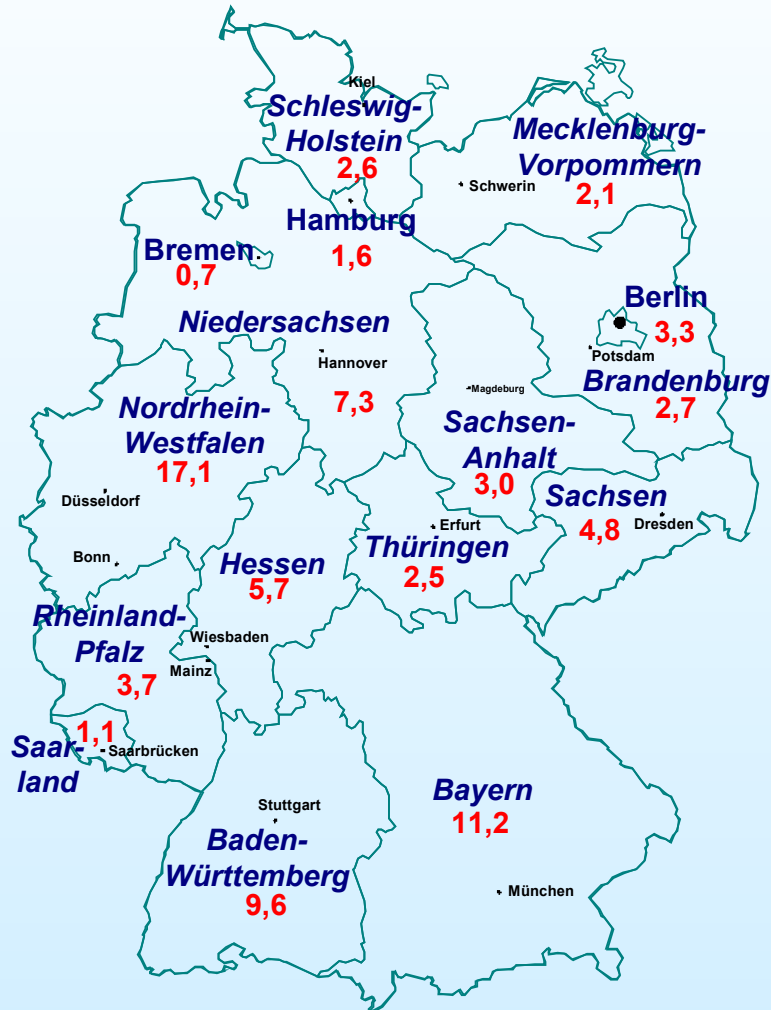 Kiel
Schleswig-
Holstein
2,6
Mecklenburg-
Vorpommern
2,1
Schwerin
Hamburg
1,6
Bremen
0,7
Berlin
3,3
Potsdam
Niedersachsen
Hannover
7,3
Brandenburg
2,7
Magdeburg
Sachsen-
Anhalt
3,0
Nordrhein-
Westfalen
17,1
Düsseldorf
Bonn
Sachsen
4,8
Dresden
Erfurt
Thüringen
2,5
Hessen
5,7
Wiesbaden
Rheinland-
Pfalz
3,7
Mainz
1,1
Saarbrücken
Saar-
land
Bayern
11,2
München
Stuttgart
Baden-
Württemberg
9,6